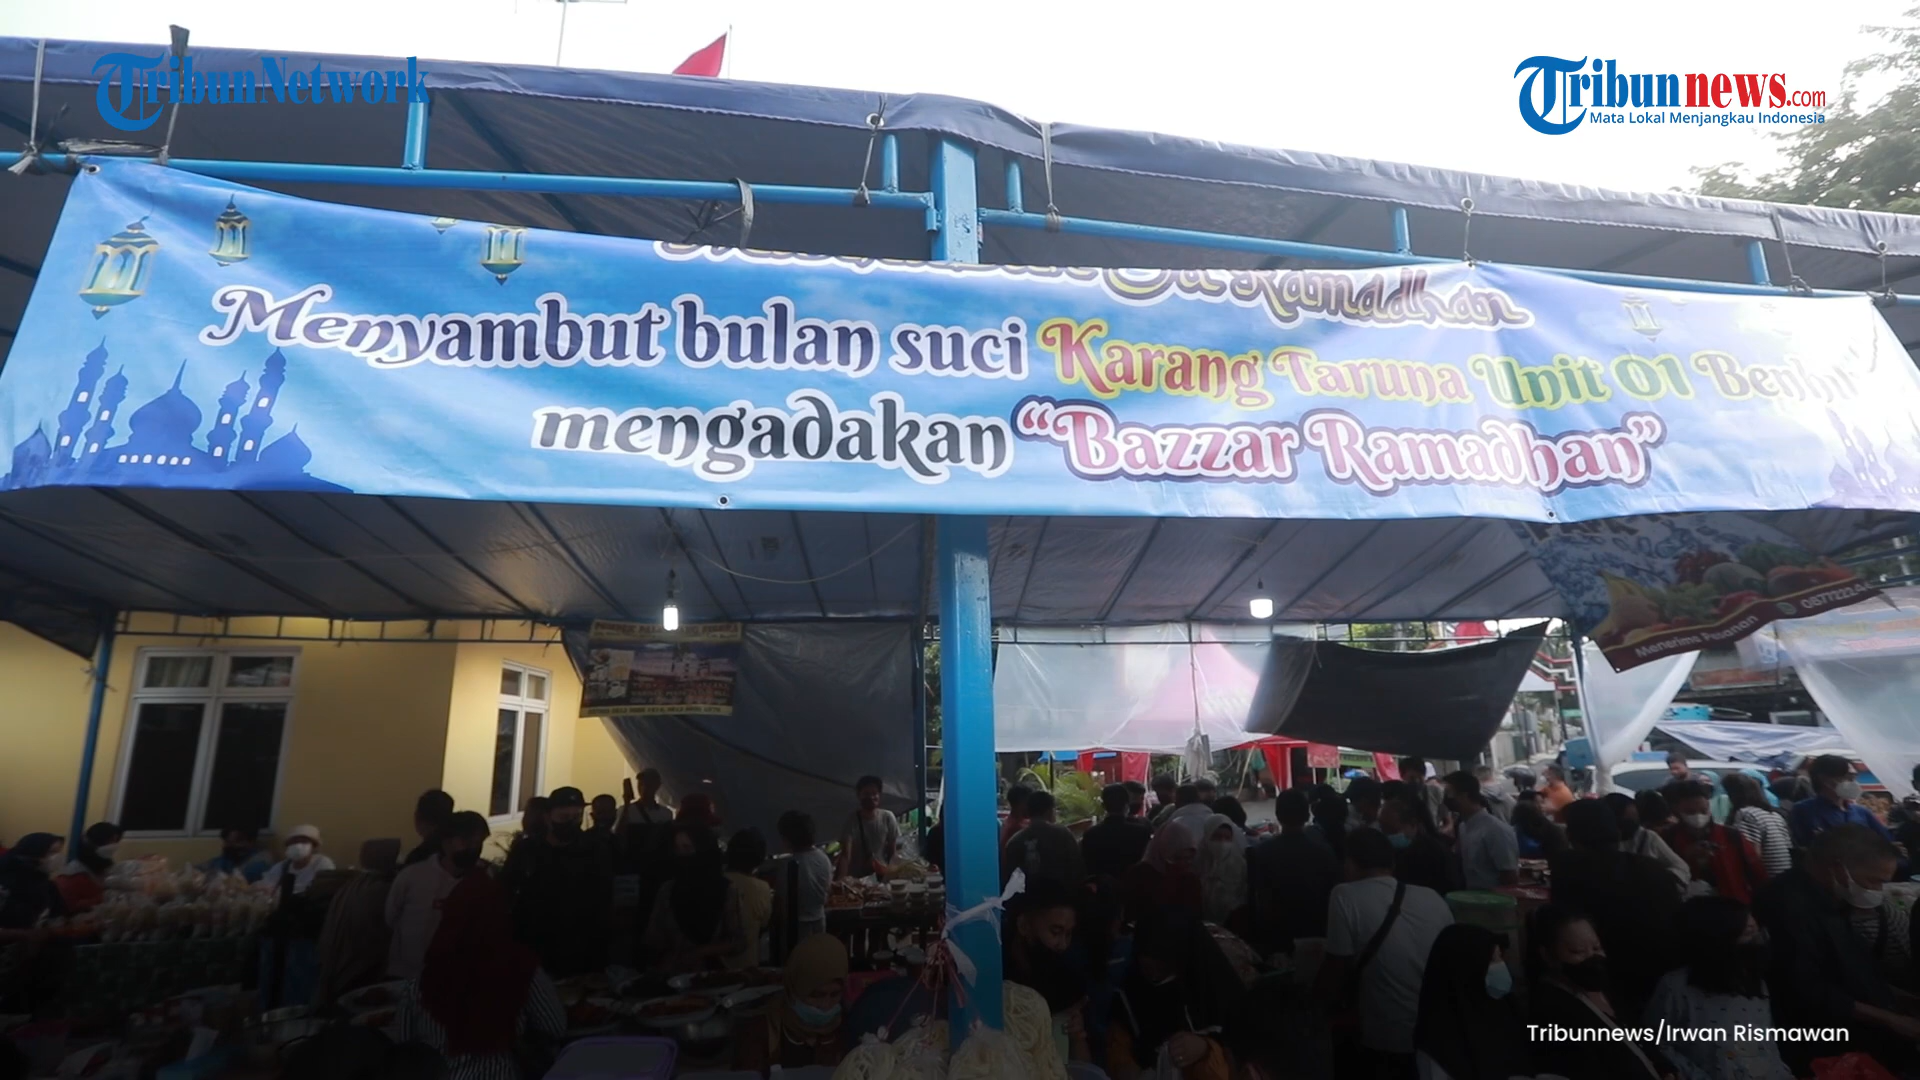 TribunNetwork
Tribunnews.com
Mata Lokal Menjangkau Indonesia
Ramadhan
Menyambut bulan suci Karang Taruna Unit 01
mengadakan “Bazzar Ramadhan”
Menerima Pesanan
Tribunnews/Irwan Rismawan